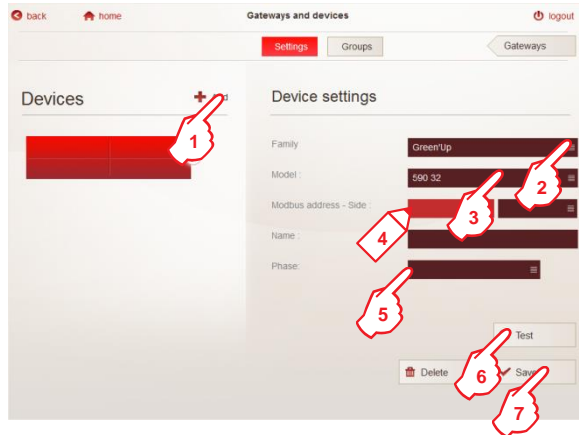 back home Gateways and devices logout
Settings Groups Gateways
Devices
Device settings
1
Family
Green'Up
2
Model :
590 32
3
Modbus address - Side :
4
Name :
Phase:
5
Test
6
Delete
Save
7